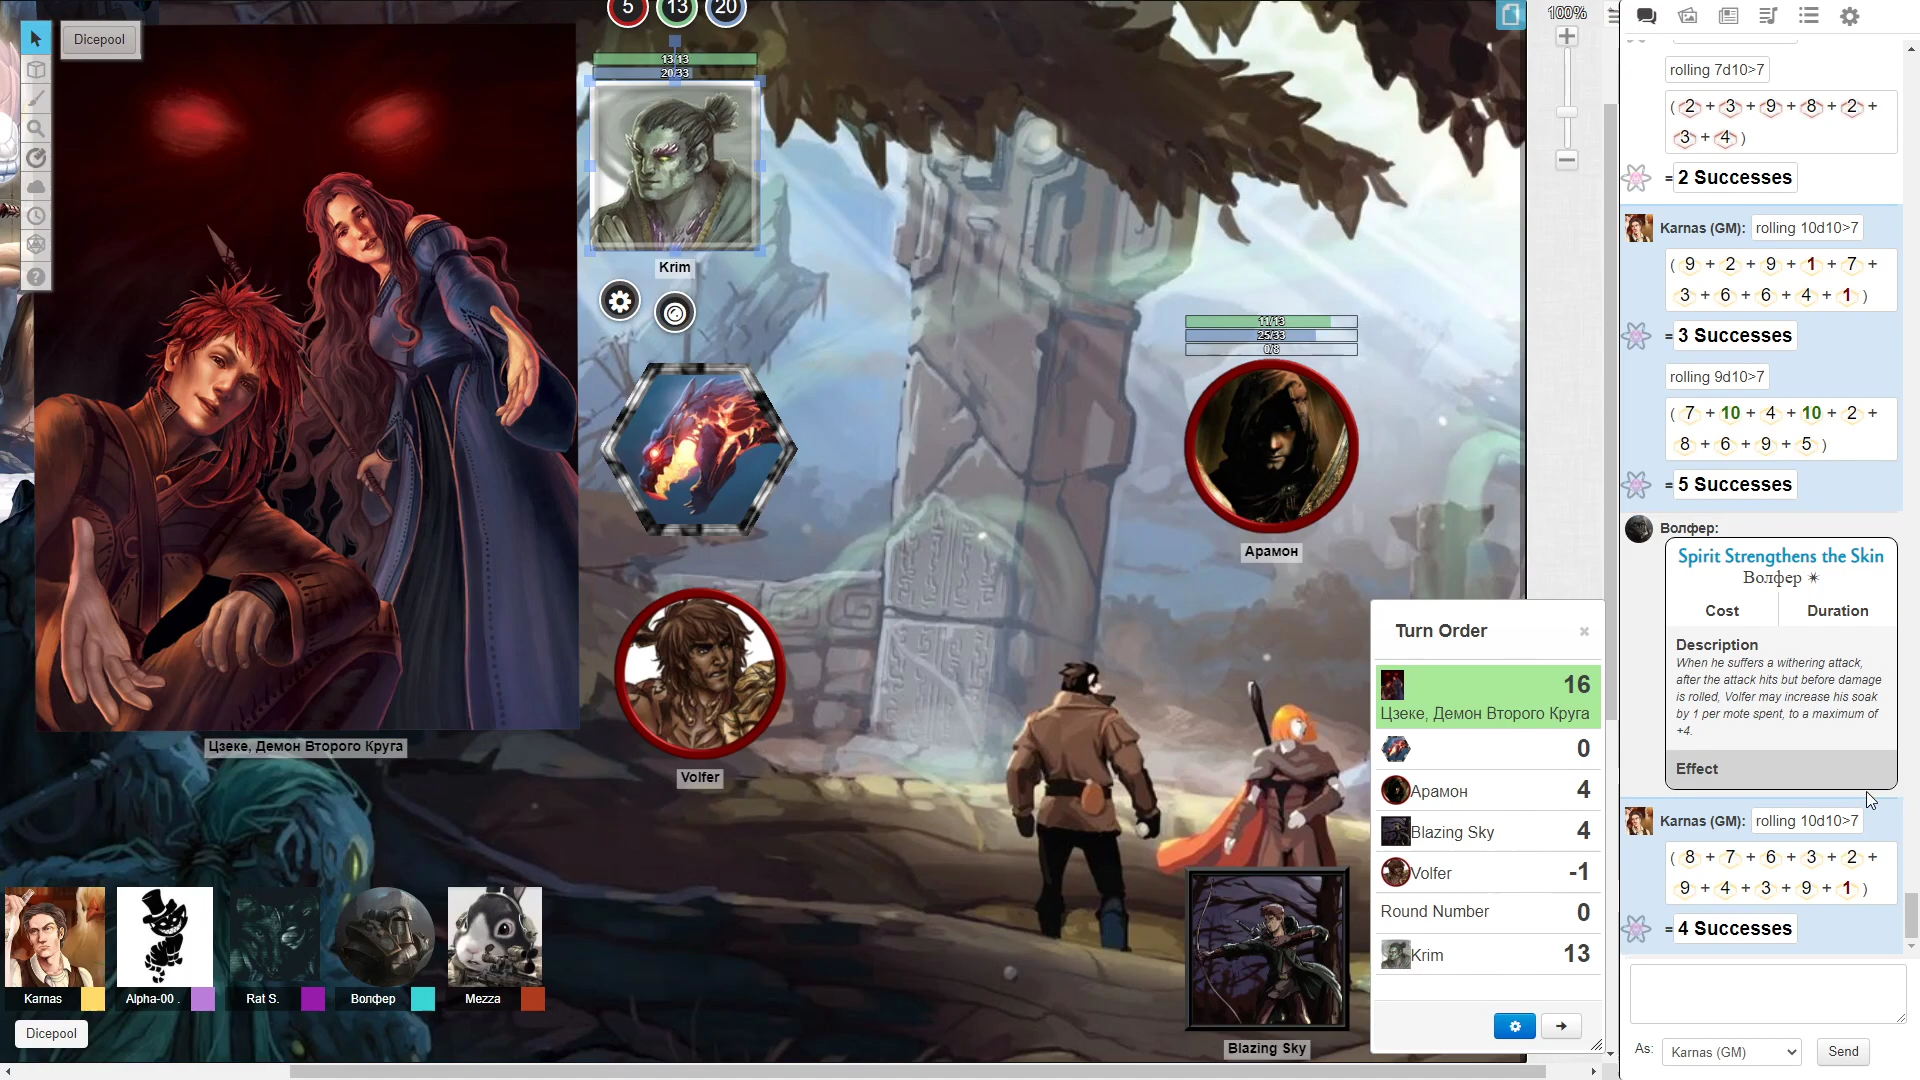 Dicepool
5 13 20
13/13
20/33
Krim
11/13
25/33
0/8
Арамон
Volfer
Цзеке, Демон Второго Круга
Blazing Sky
Karnas
Alpha-00 .
Rat S.
Волфер
Mezza
Dicepool
100%
Turn Order ×
16
Цзеке, Демон Второго Круга
0
Арамон 4
Blazing Sky 4
Volfer -1
Round Number 0
Krim 13
rolling 7d10>7
( 2 + 3 + 9 + 8 + 2 +
3 + 4 )
= 2 Successes
Karnas (GM): rolling 10d10>7
( 9 + 2 + 9 + 1 + 7 +
3 + 6 + 6 + 4 + 1 )
= 3 Successes
rolling 9d10>7
( 7 + 10 + 4 + 10 + 2 +
8 + 6 + 9 + 5 )
= 5 Successes
Волфер:
Spirit Strengthens the Skin
Волфер ✴
Cost Duration
Description
When he suffers a withering attack,
after the attack hits but before damage
is rolled, Volfer may increase his soak
by 1 per mote spent, to a maximum of
+4.
Effect
Karnas (GM): rolling 10d10>7
( 8 + 7 + 6 + 3 + 2 +
9 + 4 + 3 + 9 + 1 )
= 4 Successes
As: Karnas (GM) Send